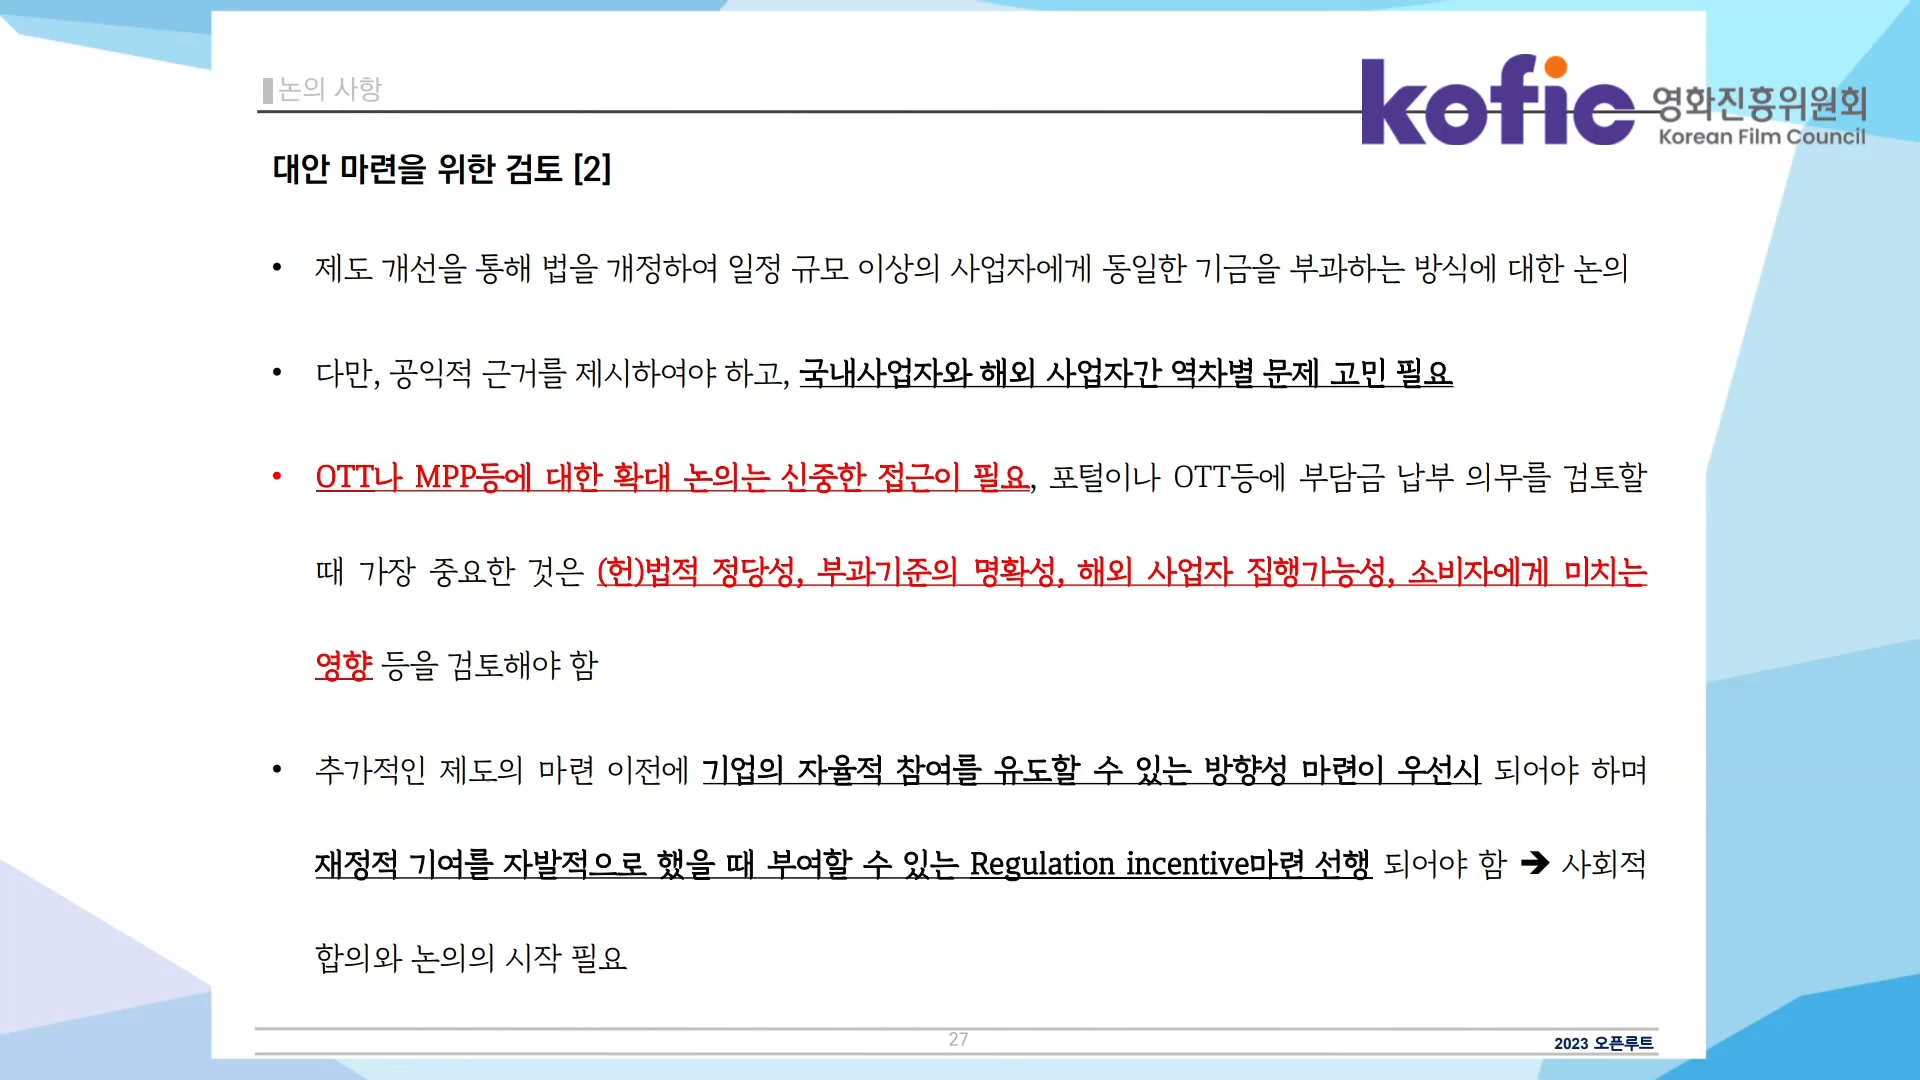 논의 사항
kofic 영화진흥위원회
Korean Film Council
대안 마련을 위한 검토 [2]
• 제도 개선을 통해 법을 개정하여 일정 규모 이상의 사업자에게 동일한 기금을 부과하는 방식에 대한 논의
• 다만, 공익적 근거를 제시하여야 하고, 국내사업자와 해외 사업자간 역차별 문제 고민 필요
• OTT나 MPP등에 대한 확대 논의는 신중한 접근이 필요, 포털이나 OTT등에 부담금 납부 의무를 검토할
때 가장 중요한 것은 (헌)법적 정당성, 부과기준의 명확성, 해외 사업자 집행가능성, 소비자에게 미치는
영향 등을 검토해야 함
• 추가적인 제도의 마련 이전에 기업의 자율적 참여를 유도할 수 있는 방향성 마련이 우선시 되어야 하며
재정적 기여를 자발적으로 했을 때 부여할 수 있는 Regulation incentive마련 선행 되어야 함 ➔ 사회적
합의와 논의의 시작 필요
27
2023 오픈루트